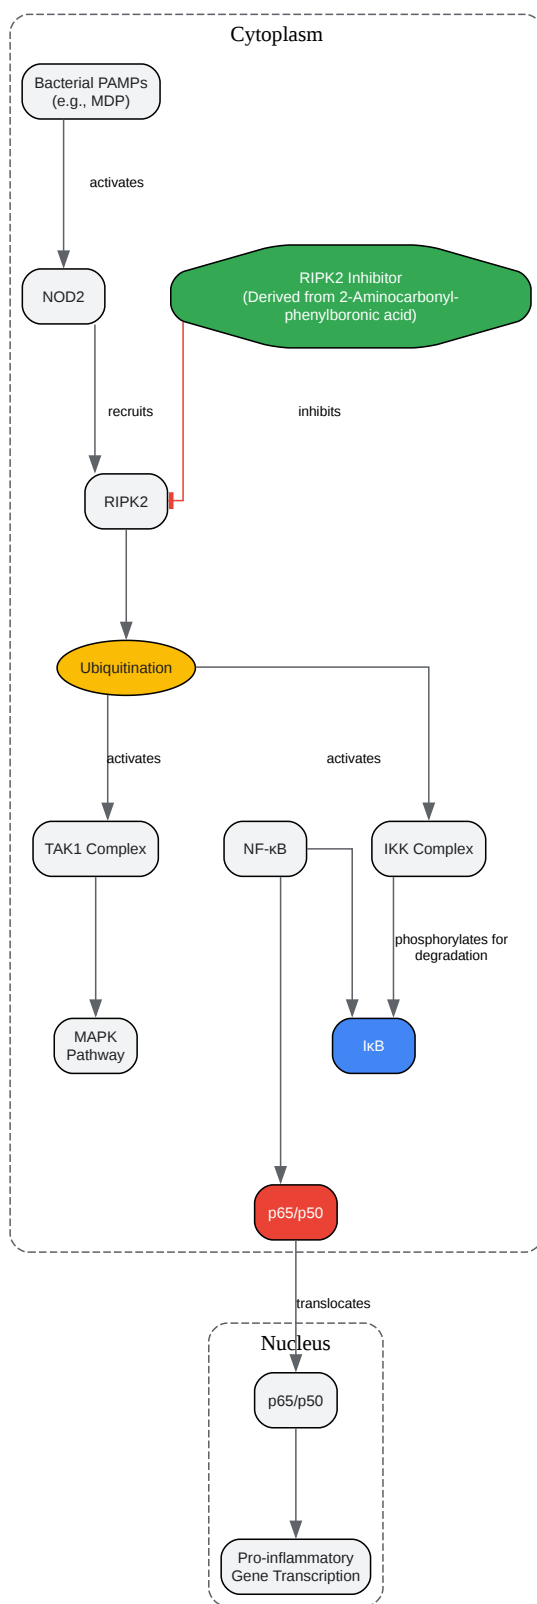 Cytoplasm
Bacterial PAMPs
(e.g., MDP)
activates
NOD2
RIPK2 Inhibitor
(Derived from 2-Aminocarbonyl-
phenylboronic acid)
recruits
inhibits
RIPK2
Ubiquitination
activates
activates
TAK1 Complex
NF-κB
IKK Complex
phosphorylates for
degradation
MAPK
Pathway
IκB
p65/p50
translocates
Nucleus
p65/p50
Pro-inflammatory
Gene Transcription